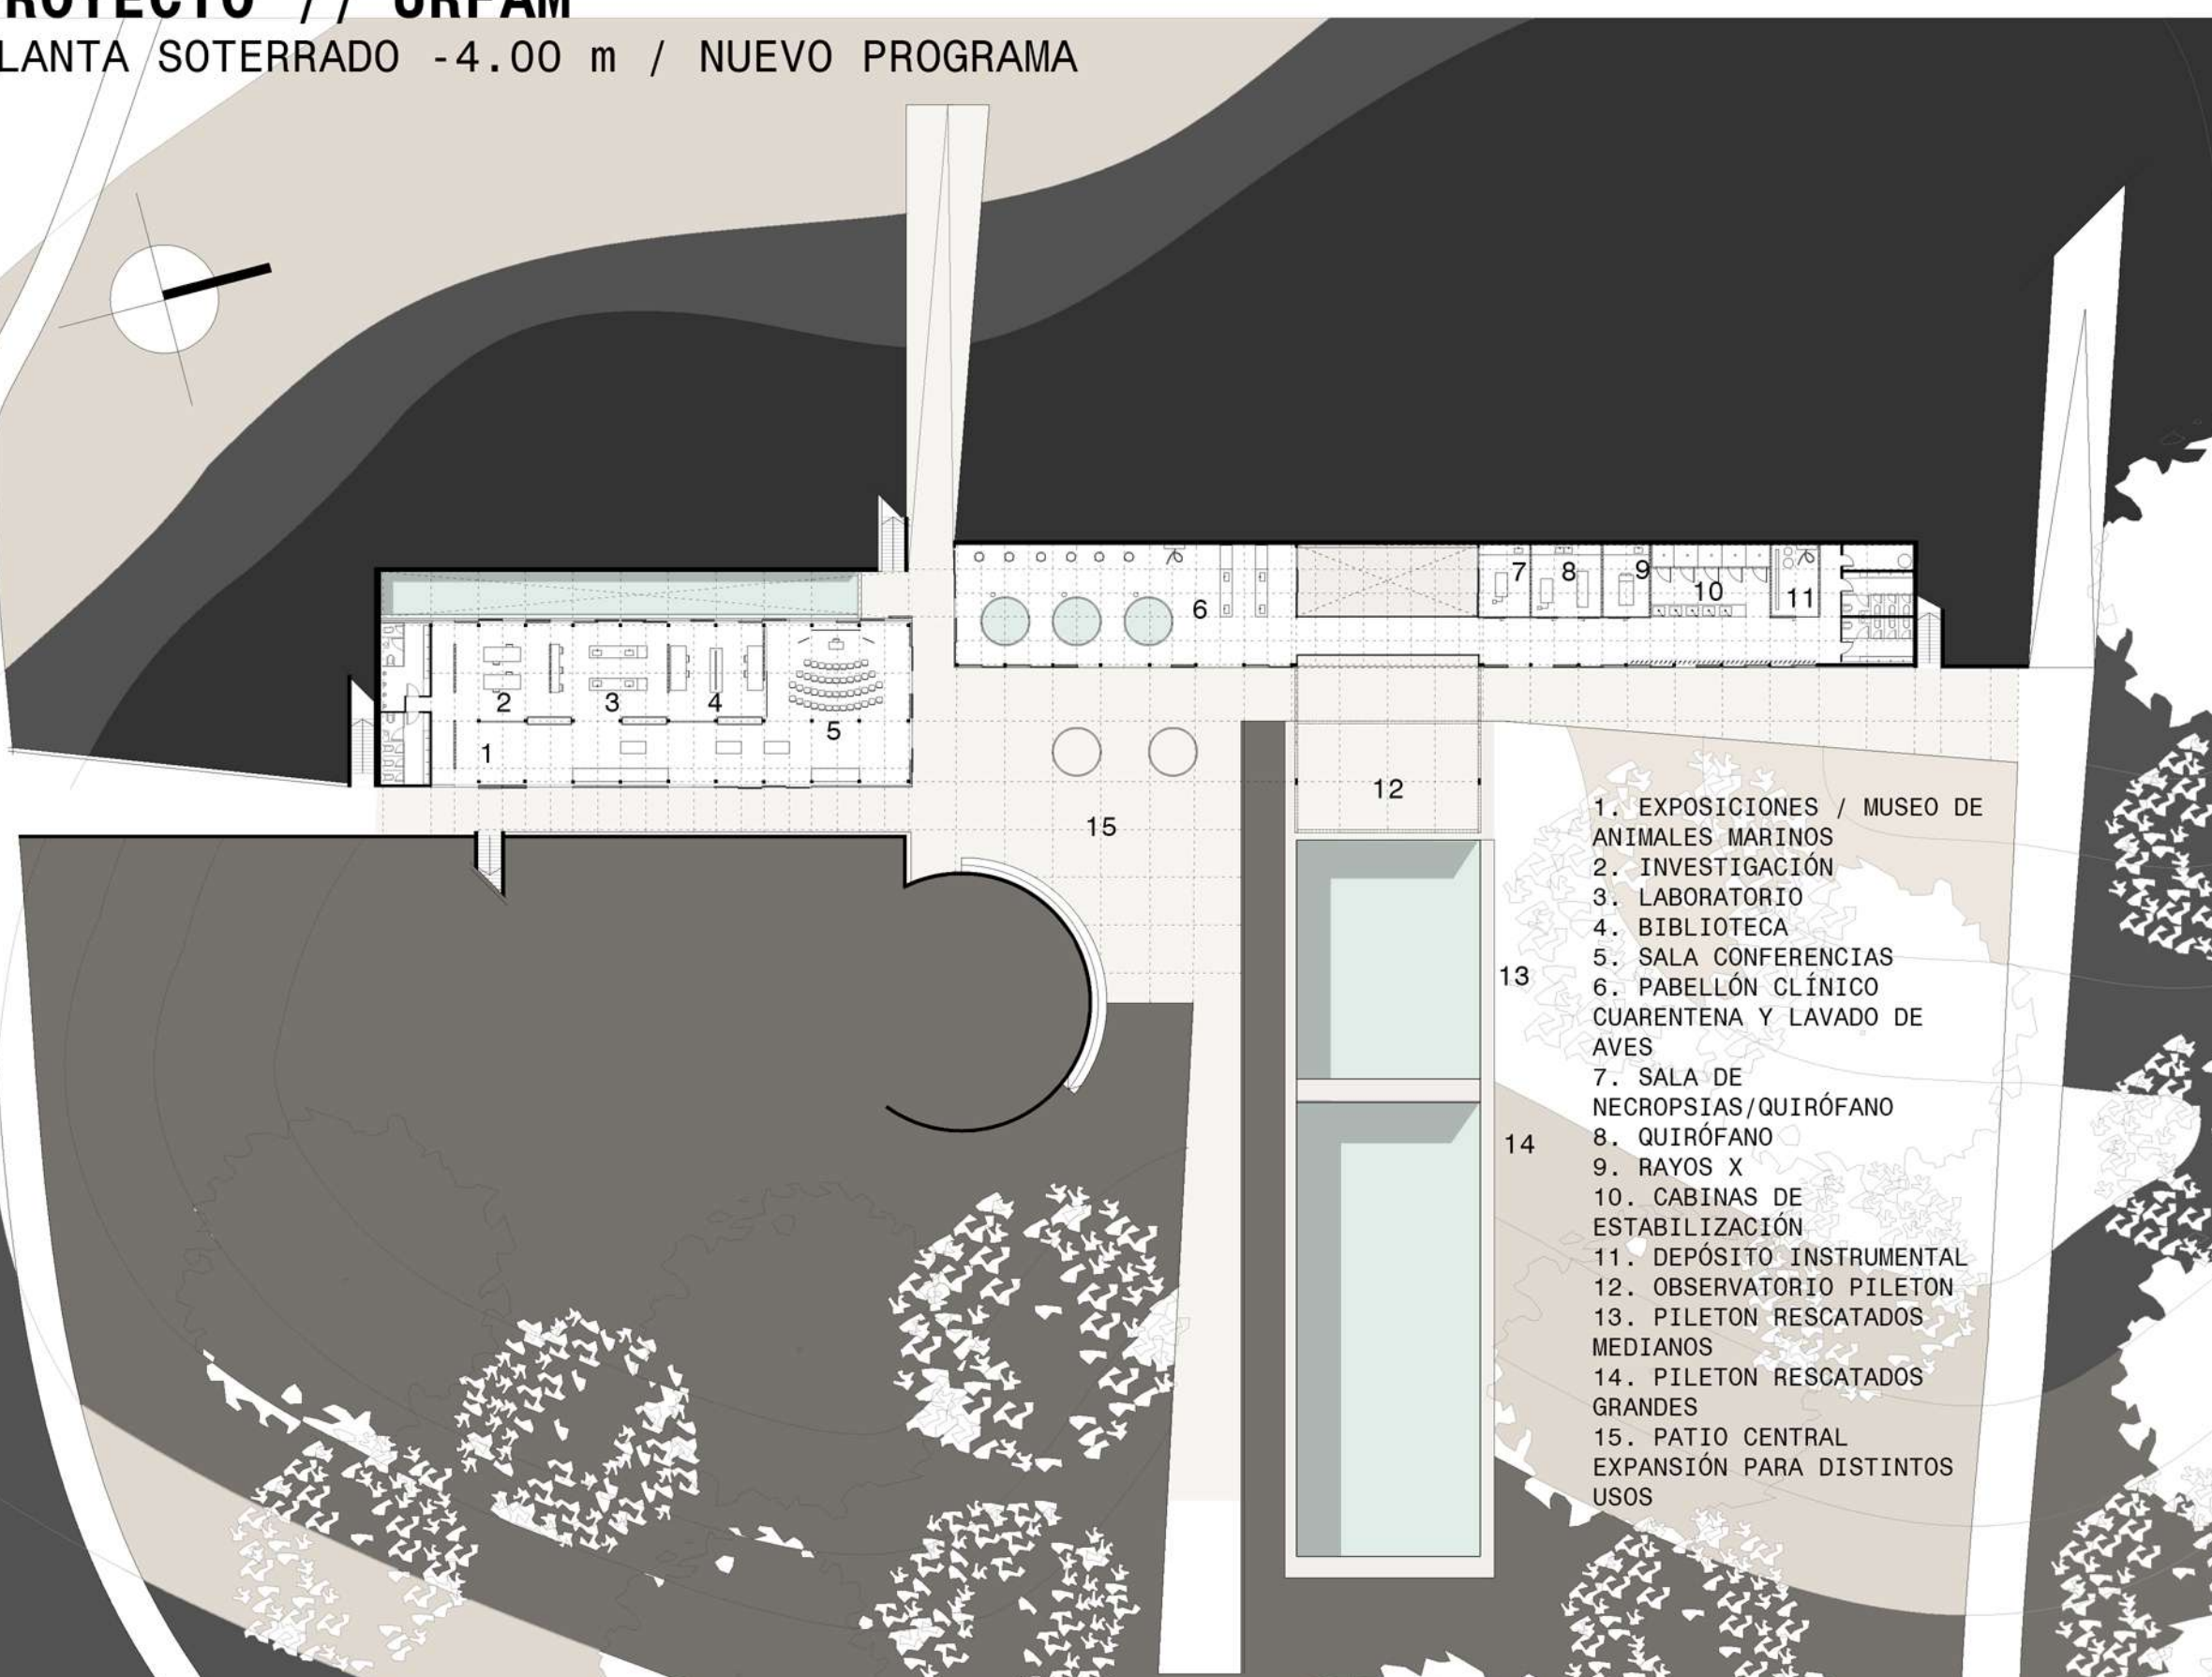 ROYECTO // URFAM
LANTA SOTERRADO -4.00 m / NUEVO PROGRAMA
7
8
9
10
11
6
2
3
4
5
1
12
15
13
14
1. EXPOSICIONES / MUSEO DE
ANIMALES MARINOS
2. INVESTIGACIÓN
3. LABORATORIO
4. BIBLIOTECA
5. SALA CONFERENCIAS
6. PABELLÓN CLÍNICO
CUARENTENA Y LAVADO DE
AVES
7. SALA DE
NECROPSIAS/QUIRÓFANO
8. QUIRÓFANO
9. RAYOS X
10. CABINAS DE
ESTABILIZACIÓN
11. DEPÓSITO INSTRUMENTAL
12. OBSERVATORIO PILETON
13. PILETON RESCATADOS
MEDIANOS
14. PILETON RESCATADOS
GRANDES
15. PATIO CENTRAL
EXPANSIÓN PARA DISTINTOS
USOS